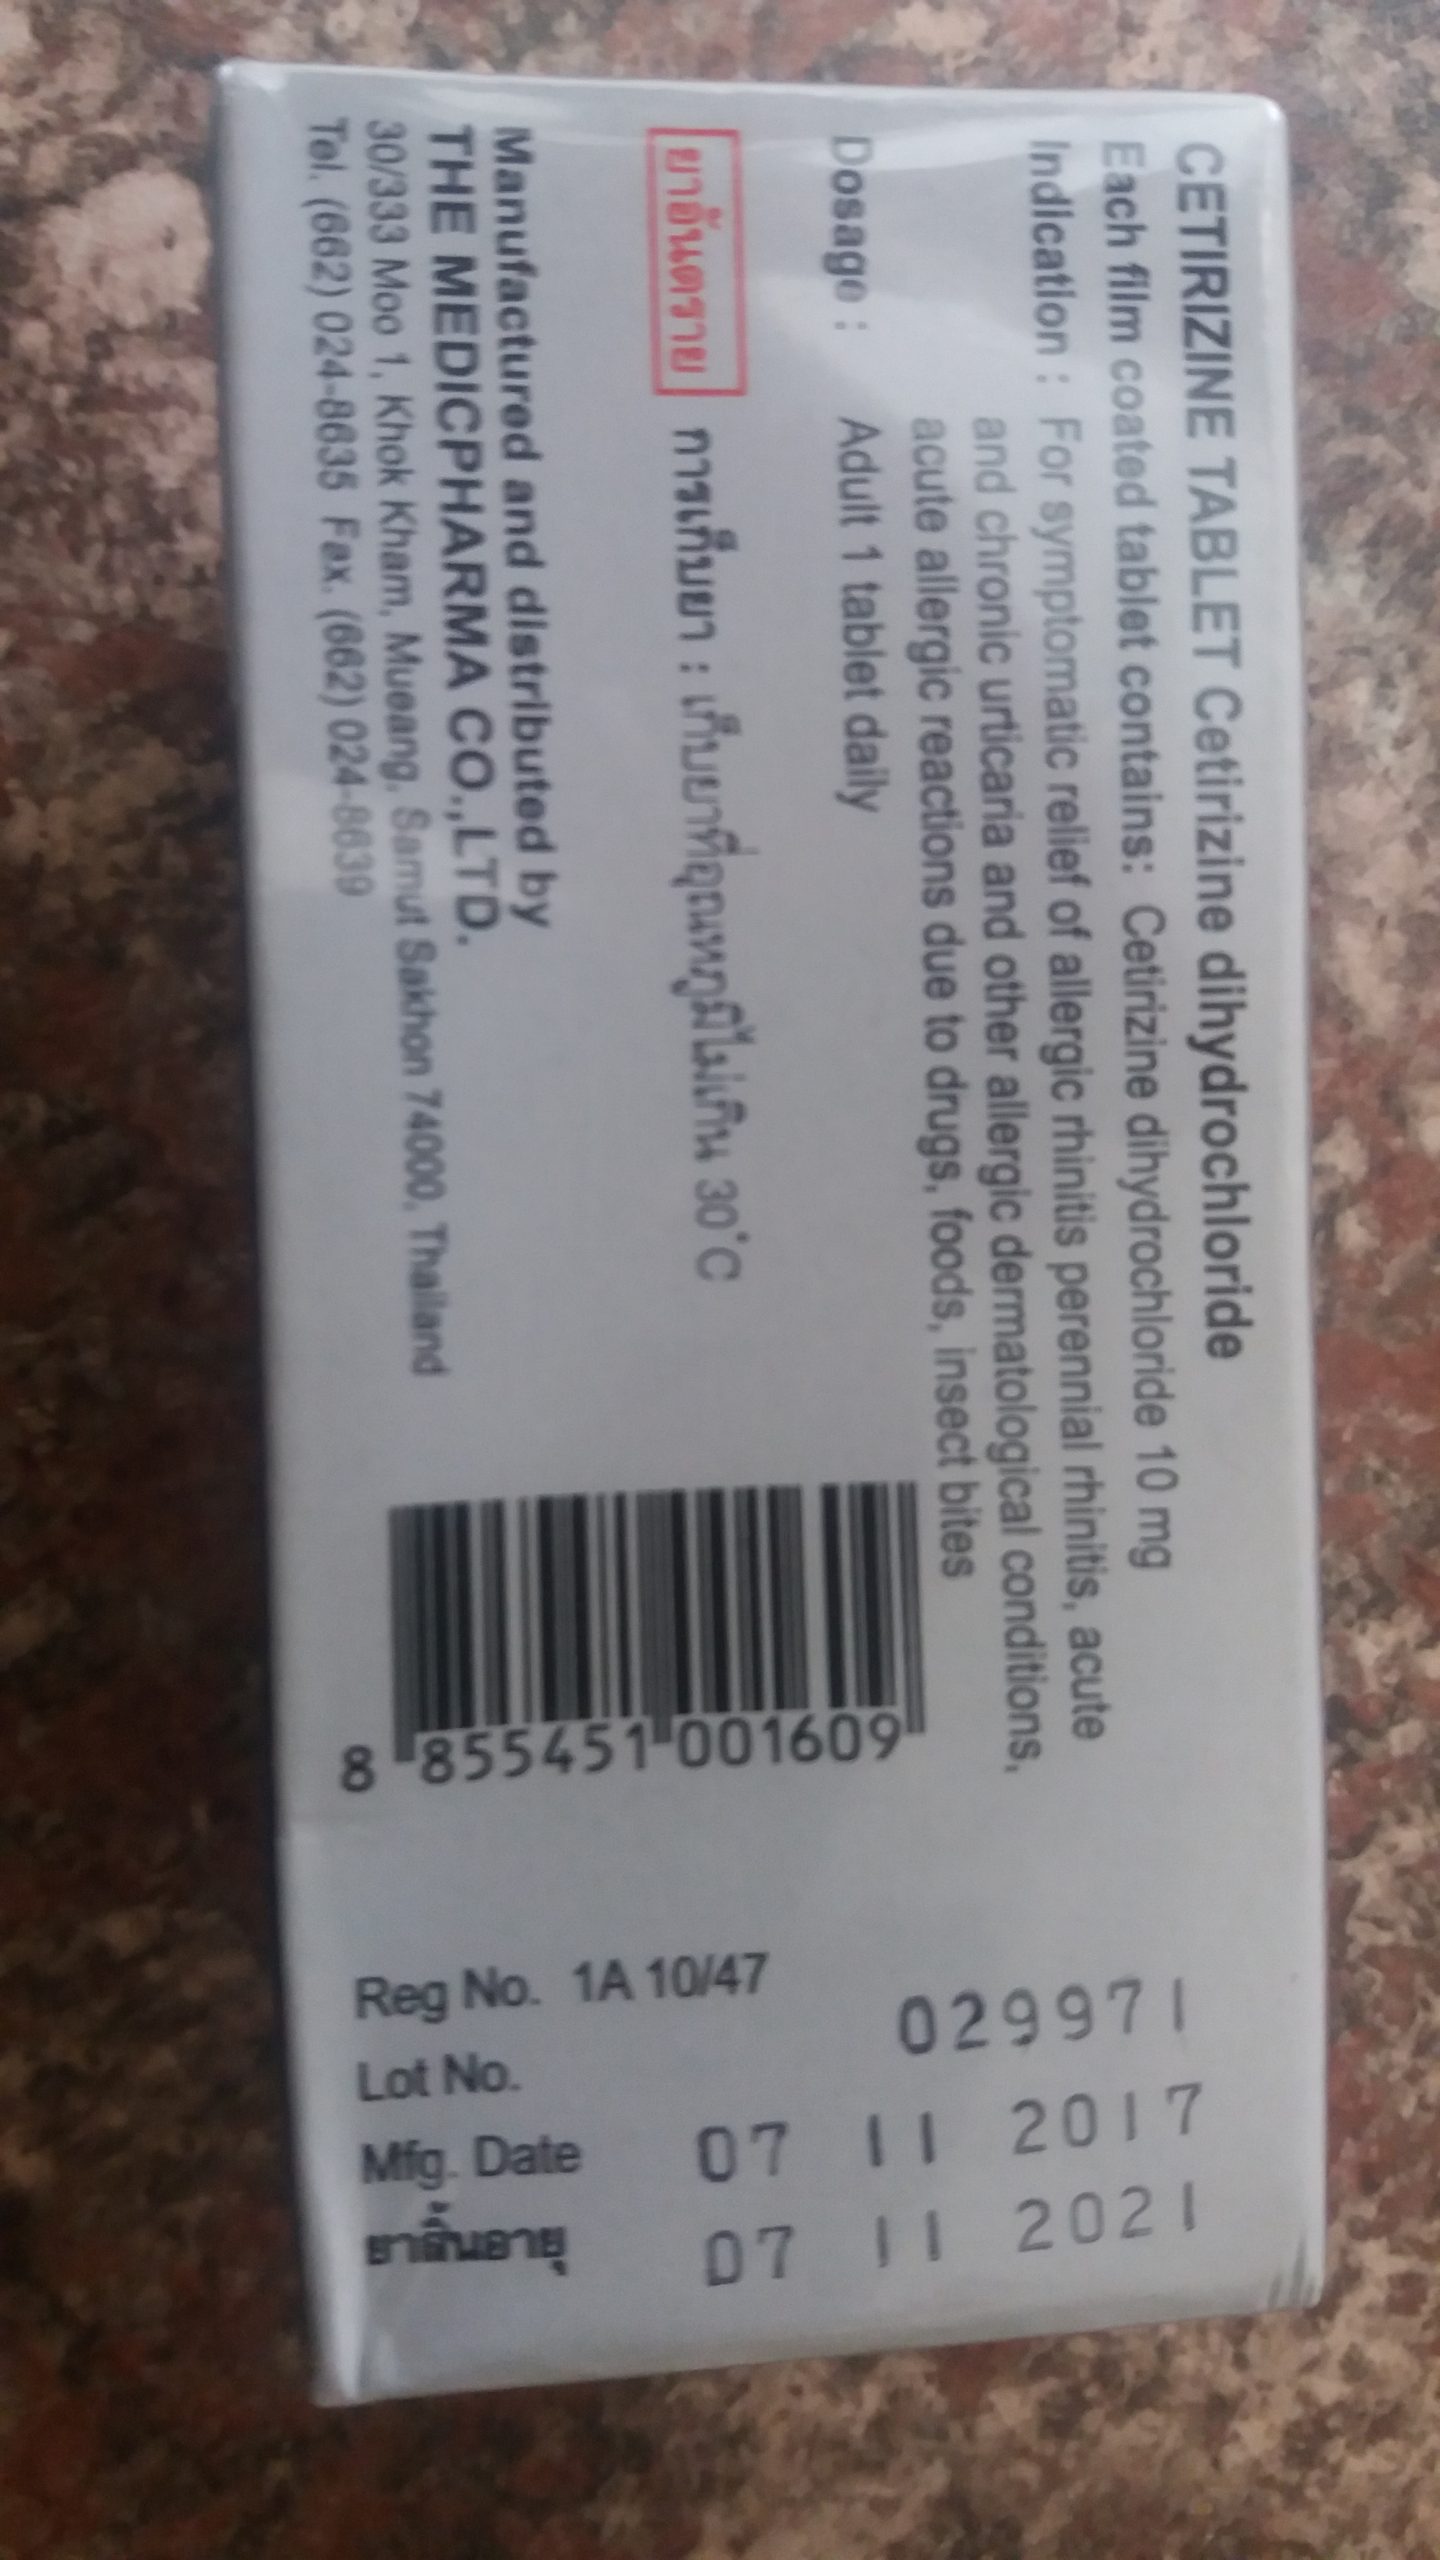 CETIRIZINE TABLET Cetirizine dihydrochloride
Each film coated tablet contains: Cetirizine dihydrochloride 10 mg
Indication : For symptomatic relief of allergic rhinitis perennial rhinitis, acute
and chronic urticaria and other allergic dermatological conditions,
acute allergic reactions due to drugs, foods, insect bites
Dosage : Adult 1 tablet daily
ยาอันตราย การเก็บยา : เก็บยาที่อุณหภูมิไม่เกิน 30°C
Manufactured and distributed by
THE MEDICPHARMA CO.,LTD.
30/333 Moo 1, Khok Kham, Mueang, Samut Sakhon 74000, Thailand
Tel. (662) 024-8635 Fax. (662) 024-8639
8 855451 001609
Reg No. 1A 10/47
Lot No. 029971
Mfg. Date 07 11 2017
ยาสิ้นอายุ 07 11 2021